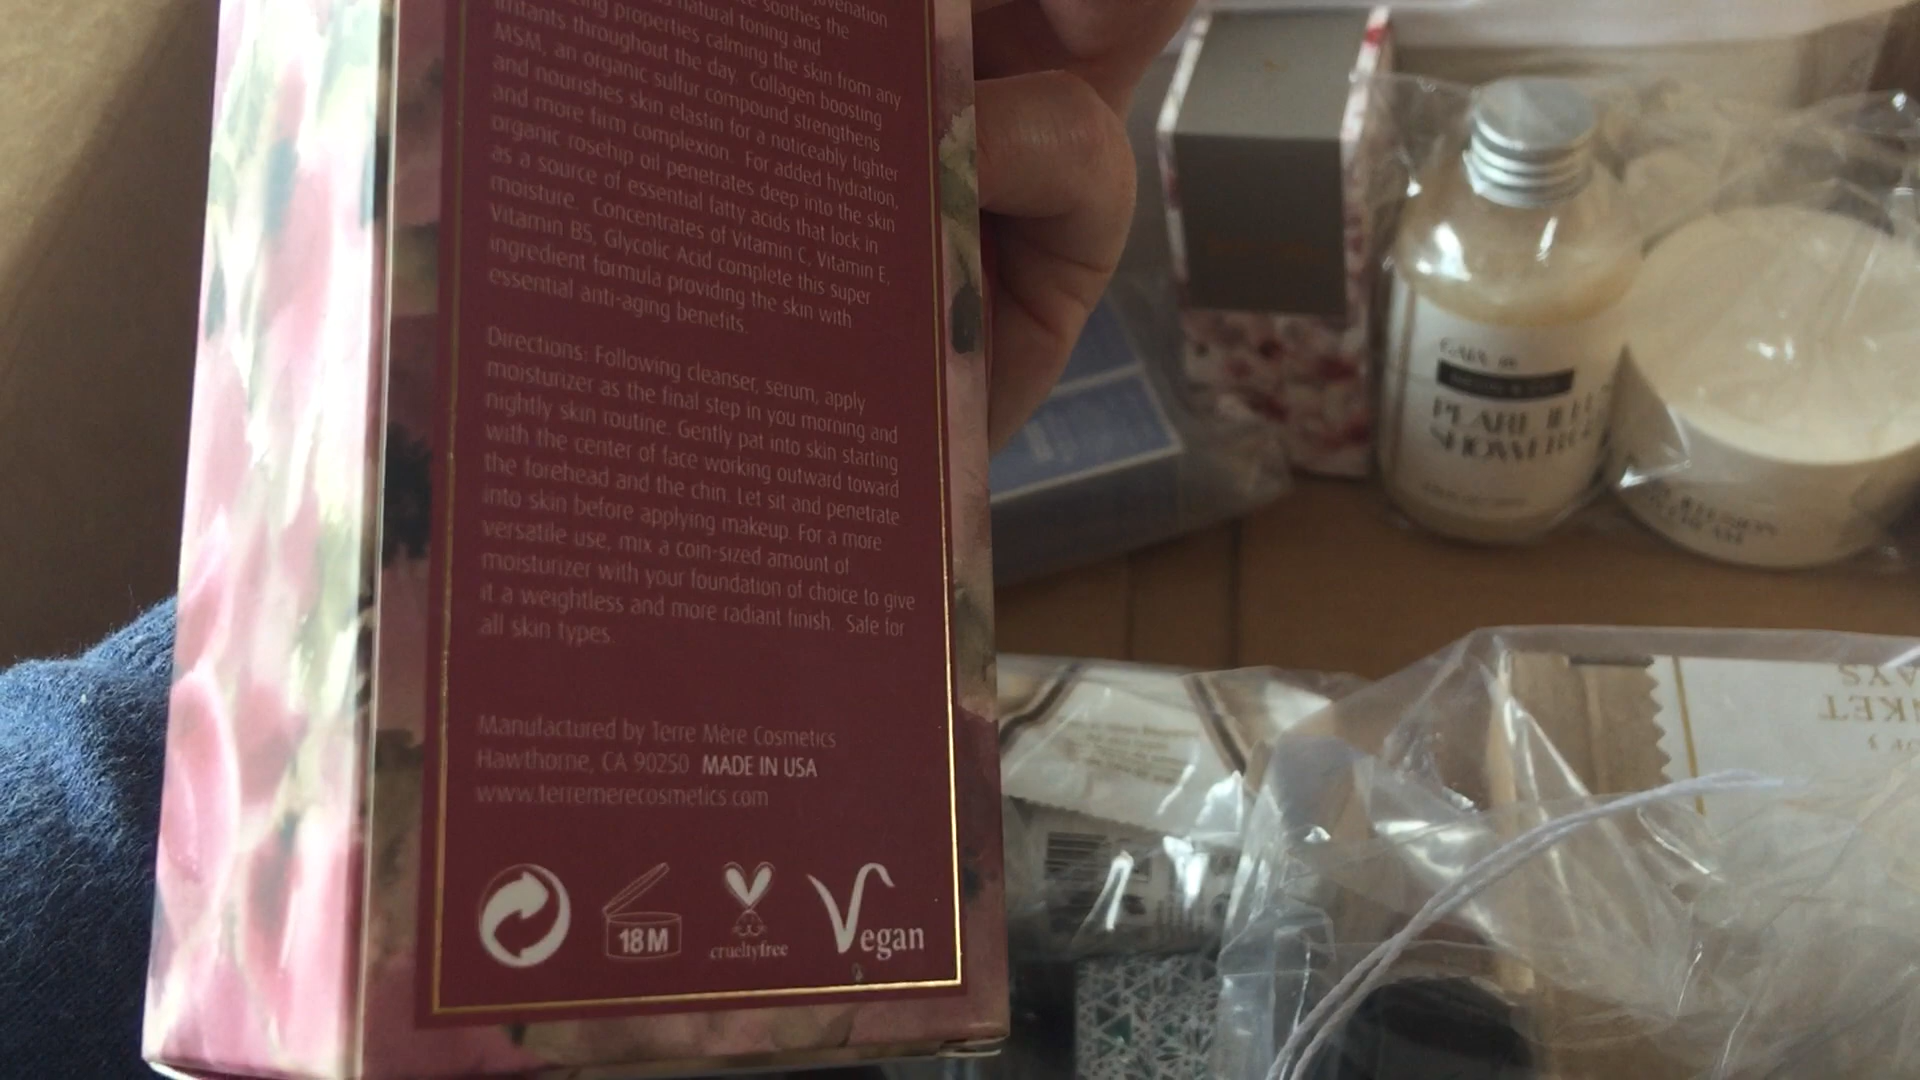 soothes the
natural toning and
properties calming the skin from any
irritants throughout the day. Collagen boosting
MSM, an organic sulfur compound strengthens
and nourishes skin elastin for a noticeably tighter
and more firm complexion. For added hydration,
organic rosehip oil penetrates deep into the skin
as a source of essential fatty acids that lock in
moisture. Concentrates of Vitamin C, Vitamin E,
Vitamin B5, Glycolic Acid complete this super
ingredient formula providing the skin with
essential anti-aging benefits.
Directions: Following cleanser, serum, apply
moisturizer as the final step in you morning and
nightly skin routine. Gently pat into skin starting
with the center of face working outward toward
the forehead and the chin. Let sit and penetrate
into skin before applying makeup. For a more
versatile use, mix a coin-sized amount of
moisturizer with your foundation of choice to give
it a weightless and more radiant finish. Safe for
all skin types.
Manufactured by Terre Mère Cosmetics
Hawthorne, CA 90250 MADE IN USA
www.terremerecosmetics.com
18M
crueltyfree
Vegan
PEARL
SHOWER